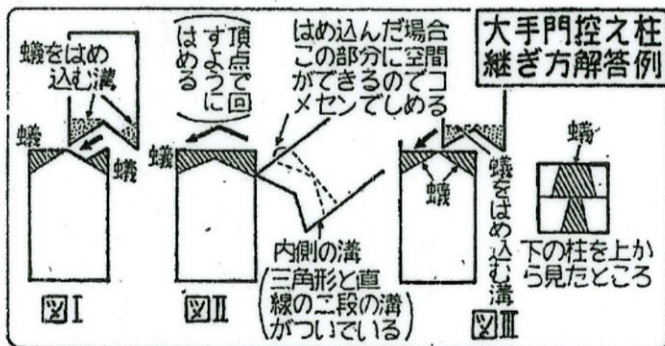 大手門控え柱
継ぎ方解答例
蟻をはめ
込む溝
蟻
蟻
図Ⅰ
頂点で回
すように
はめる
蟻
図Ⅱ
はめ込んだ場合
この部分に空間
ができるのでコ
メセンでしめる
内側の溝
三角形と直
線の二段の溝
がついている
蟻
蟻
蟻をはめ込む溝
図Ⅲ
蟻
下の柱を上か
ら見たところ